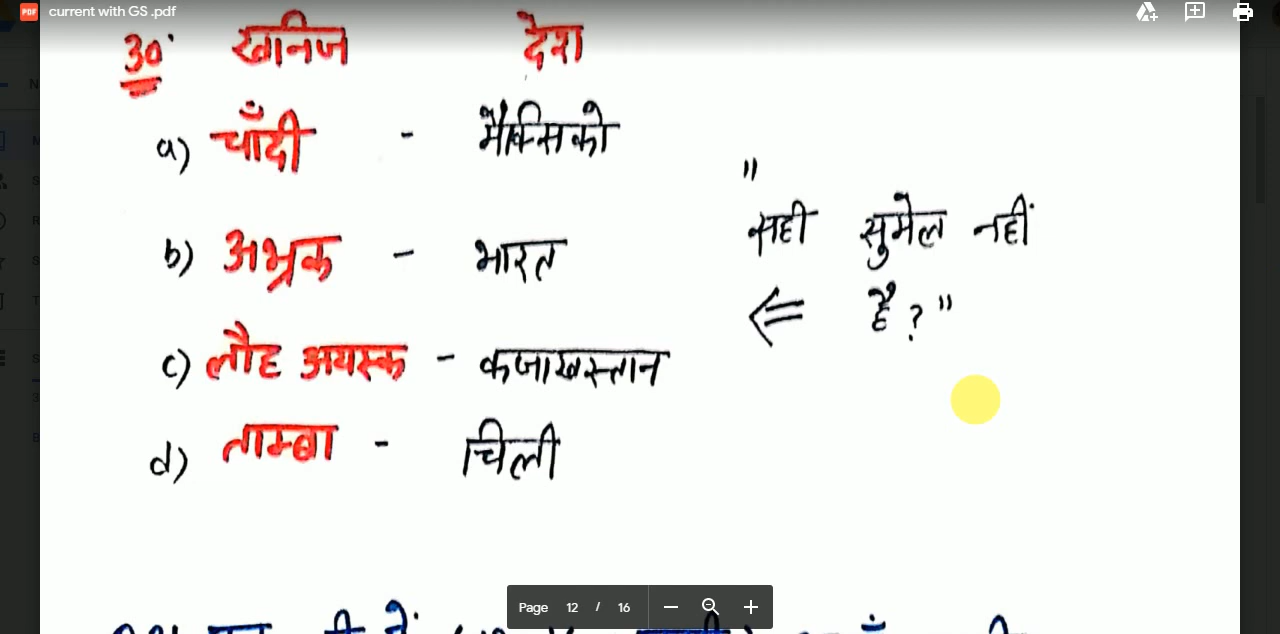 current with GS .pdf
30. खनिज देश
a) चाँदी - मैक्सिको
"
b) अभ्रक - भारत
सही सुमेल नहीं
⇐ है? "
c) लौह अयस्क - कजाखस्तान
d) ताम्बा - चिली
Page 12 / 16